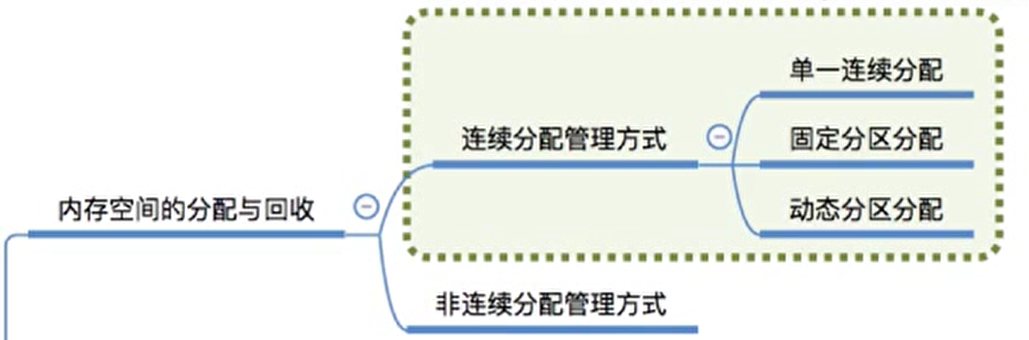 单一连续分配
连续分配管理方式
固定分区分配
内存空间的分配与回收
动态分区分配
非连续分配管理方式